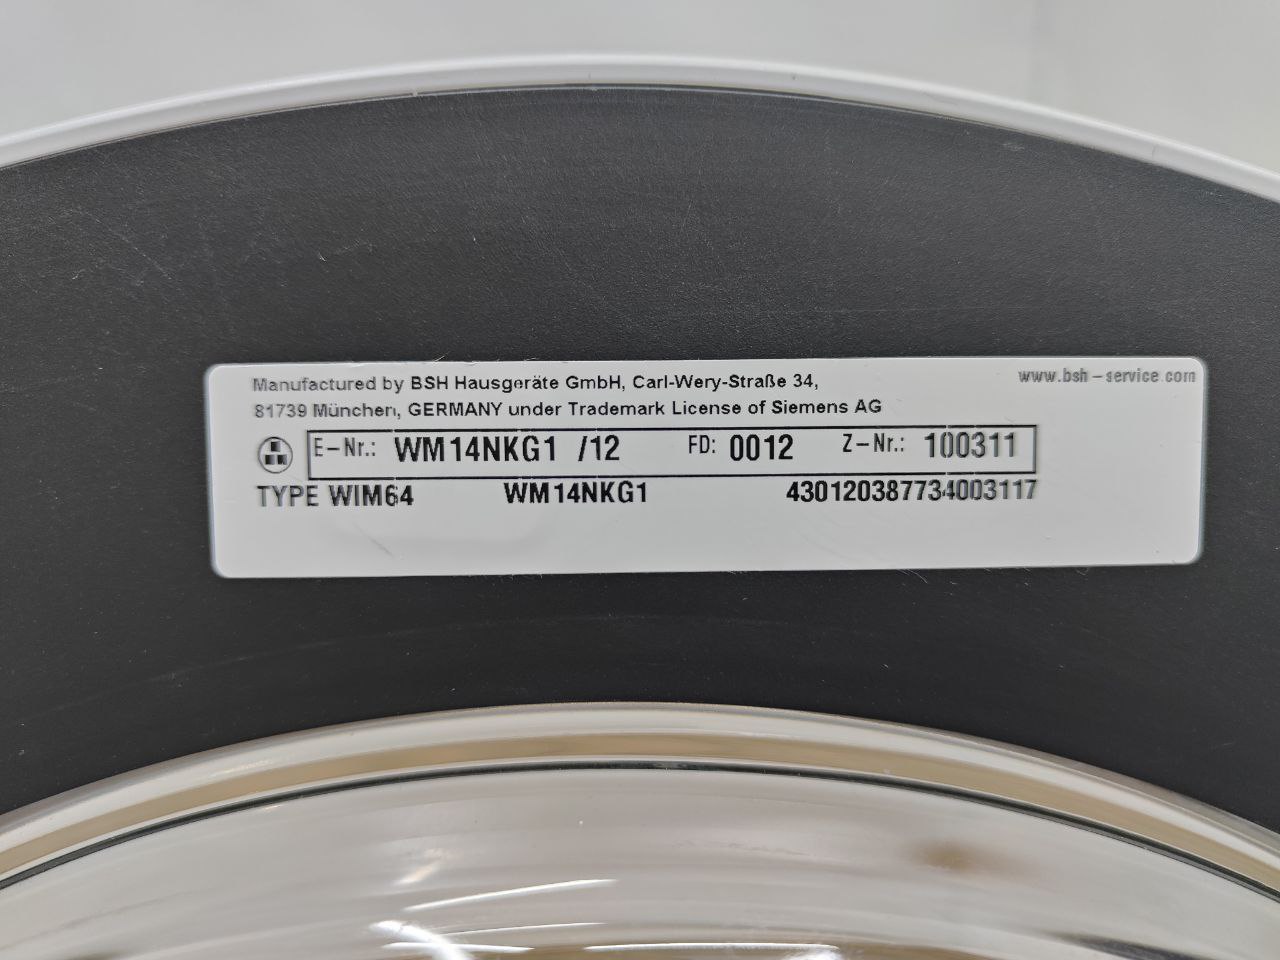 Manufactured by BSH Hausgeräte GmbH, Carl-Wery-Straße 34,
www.bsh-service.com
81739 München, GERMANY under Trademark License of Siemens AG
E-Nr.: WM14NKG1 /12 FD: 0012 Z-Nr.: 100311
TYPE WIM64 WM14NKG1 430120387734003117